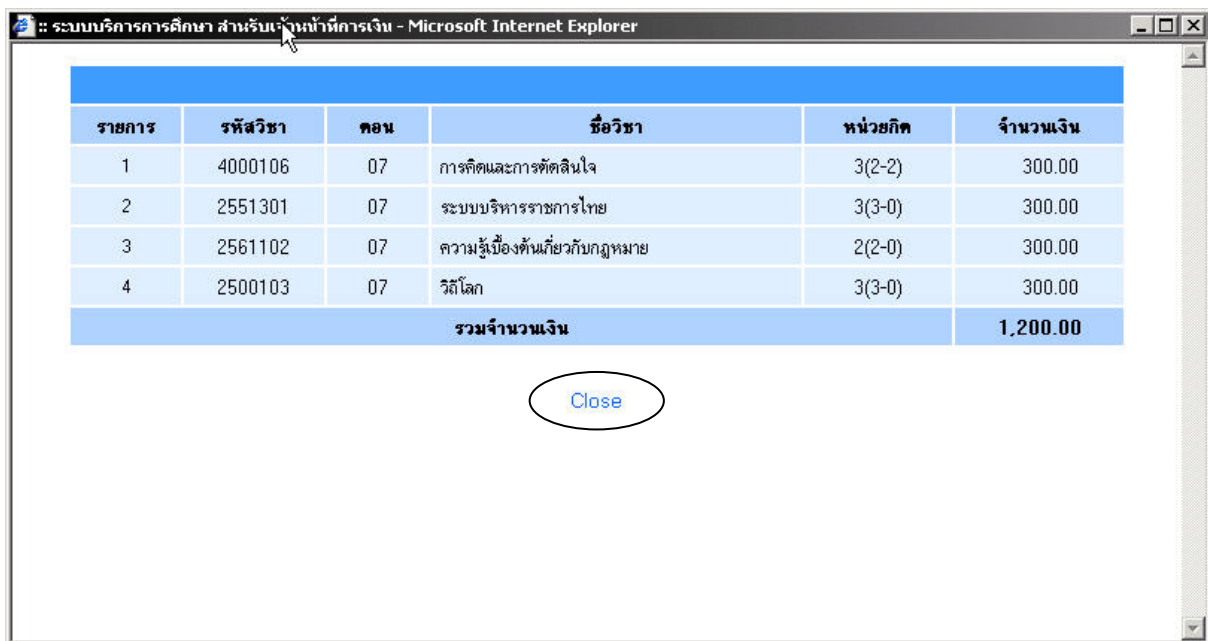 :: ระบบบริการการศึกษา สำหรับเจ้าหน้าที่การเงิน - Microsoft Internet Explorer
รายการ รหัสวิชา ตอน ชื่อวิชา หน่วยกิต จำนวนเงิน
1 4000106 07 การคิดและการตัดสินใจ 3(2-2) 300.00
2 2551301 07 ระบบบริหารราชการไทย 3(3-0) 300.00
3 2561102 07 ความรู้เบื้องต้นเกี่ยวกับกฎหมาย 2(2-0) 300.00
4 2500103 07 วิถีโลก 3(3-0) 300.00
รวมจำนวนเงิน 1,200.00
Close